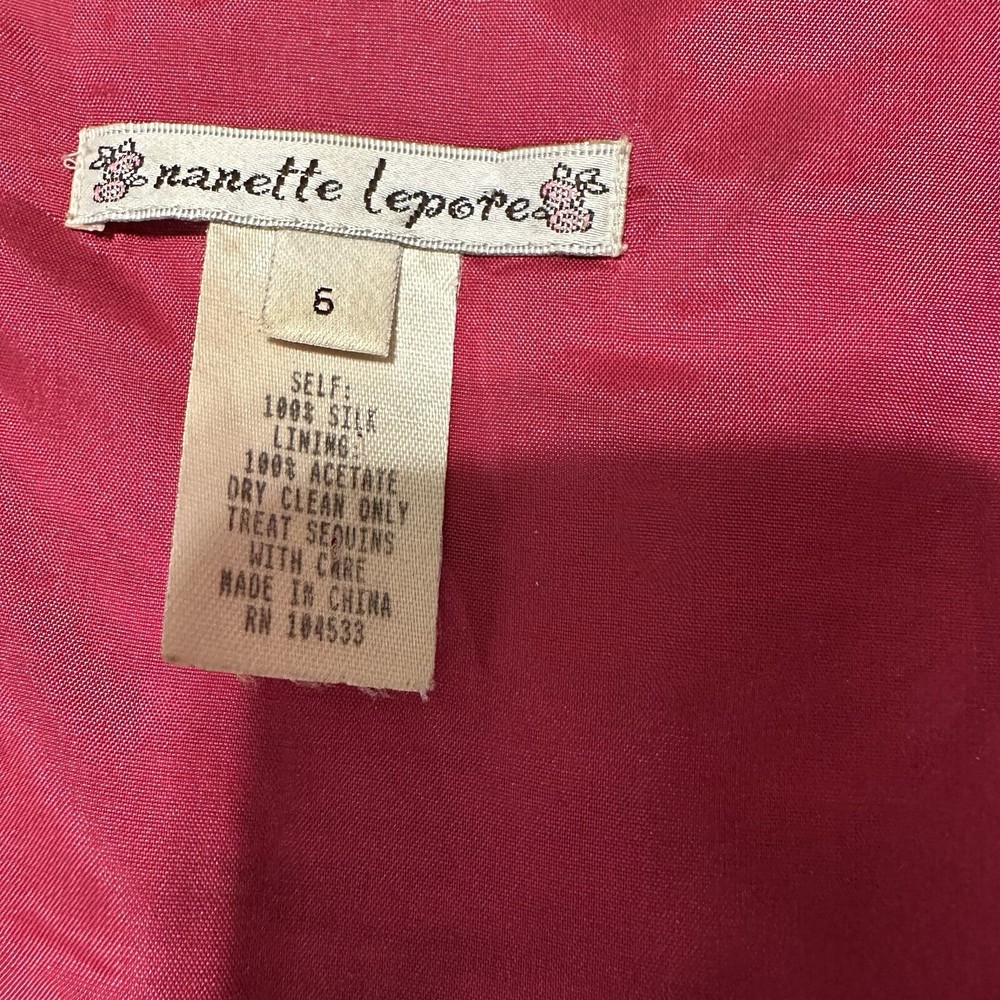 nanette lepore
6
SELF:
100% SILK
LINING:
100% ACETATE
DRY CLEAN ONLY
TREAT SEQUINS
WITH CARE
MADE IN CHINA
RN 104533